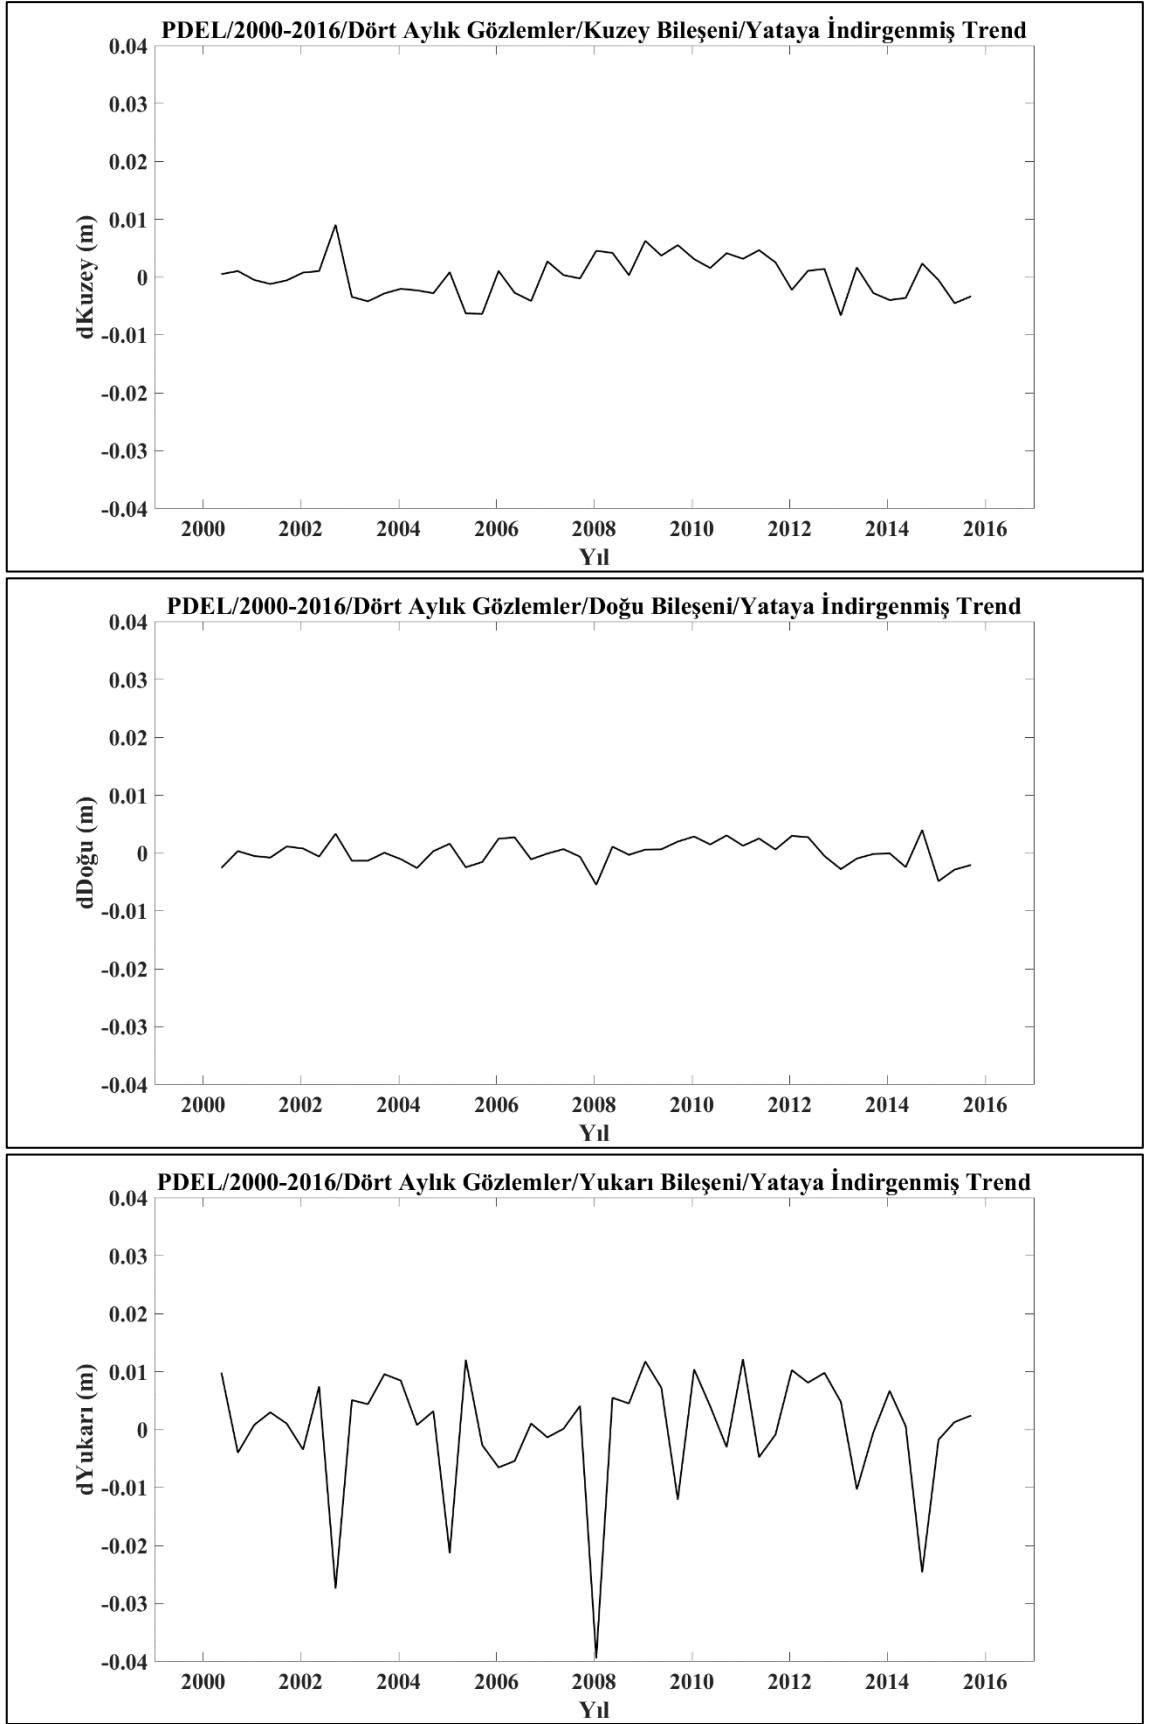 PDEL/2000-2016/Dört Aylık Gözlemler/Kuzey Bileşeni/Yataya İndirgenmiş Trend
0.04
0.03
0.02
0.01
0
-0.01
-0.02
-0.03
-0.04
dKuzey (m)
2000 2002 2004 2006 2008 2010 2012 2014 2016
Yıl
PDEL/2000-2016/Dört Aylık Gözlemler/Doğu Bileşeni/Yataya İndirgenmiş Trend
0.04
0.03
0.02
0.01
0
-0.01
-0.02
-0.03
-0.04
dDoğu (m)
2000 2002 2004 2006 2008 2010 2012 2014 2016
Yıl
PDEL/2000-2016/Dört Aylık Gözlemler/Yukarı Bileşeni/Yataya İndirgenmiş Trend
0.04
0.03
0.02
0.01
0
-0.01
-0.02
-0.03
-0.04
dYukarı (m)
2000 2002 2004 2006 2008 2010 2012 2014 2016
Yıl